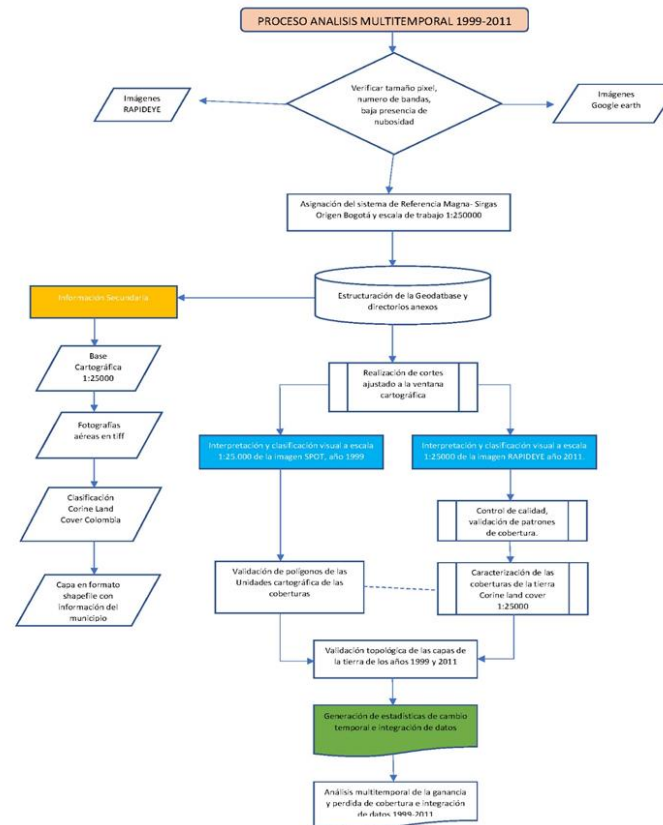 PROCESO ANALISIS MULTITEMPORAL 1999-2011
Imágenes
RAPIDEYE
Verificar tamaño pixel,
numero de bandas,
baja presencia de
nubosidad
Imágenes
Google earth
Asignación del sistema de Referencia Magna- Sirgas
Origen Bogotá y escala de trabajo 1:250000
Información Secundaria
Estructuración de la Geodatbase y
directorios anexos
Base
Cartográfica
1:25000
Realización de cortes
ajustado a la ventana
cartográfica
Fotografías
aéreas en tiff
Interpretación y clasificación visual a escala
1:25.000 de la imagen SPOT, año 1999
Interpretación y clasificación visual a escala
1:25000 de la imagen RAPIDEYE año 2011.
Clasificación
Corine Land
Cover Colombia
Control de calidad,
validación de patrones
de cobertura.
Capa en formato
shapefile con
información del
municipio
Validación de polígonos de las
Unidades cartográfica de las
coberturas
Caracterización de las
coberturas de la tierra
Corine land cover
1:25000
Validación topológica de las capas de la
tierra de los años 1999 y 2011
Generación de estadísticas de cambio
temporal e integración de datos
Análisis multitemporal de la ganancia
y perdida de cobertura e integración
de datos 1999-2011